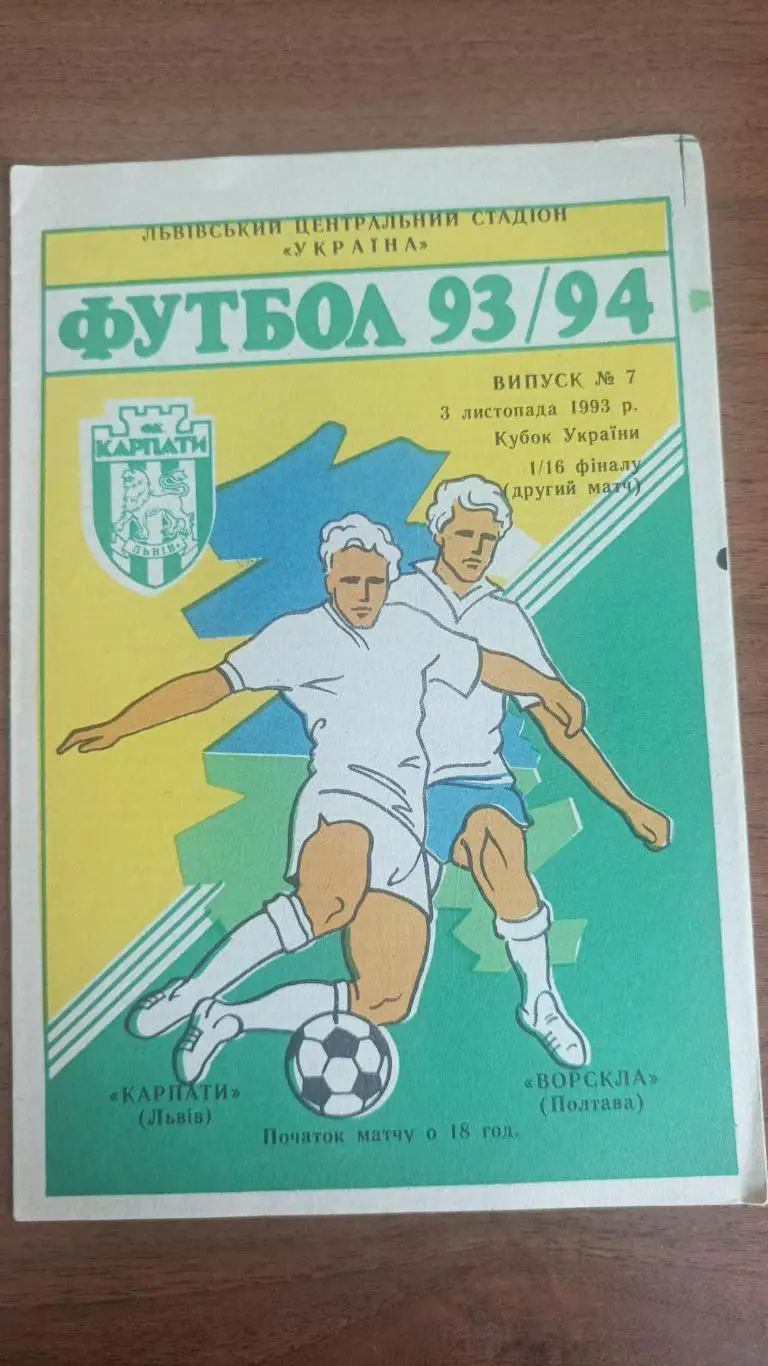 ЛЬВІВСЬКИЙ ЦЕНТРАЛЬНИЙ СТАДІОН
«УКРАЇНА»
ФУТБОЛ 93/94
ВИПУСК № 7
3 листопада 1993 р.
Кубок України
1/16 фіналу
(другий матч)
ФК
КАРПАТИ
ЛЬВІВ
«КАРПАТИ»
(Львів)
«ВОРСКЛА»
(Полтава)
Початок матчу о 18 год.